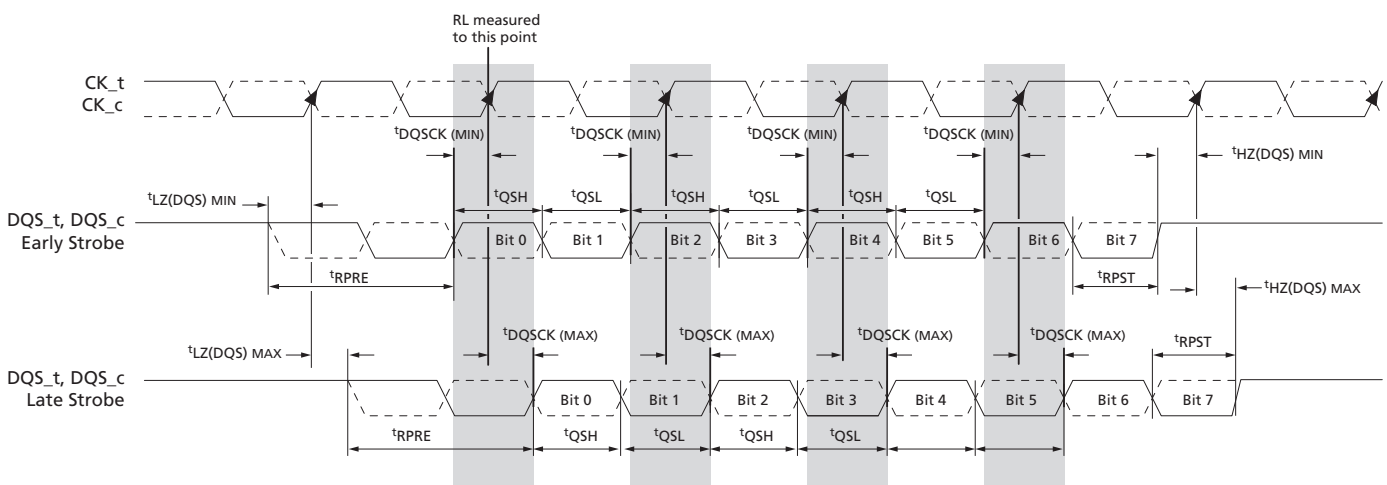 RL measured
to this point
CK_t
CK_c
tDQSCK (MIN) tDQSCK (MIN) tDQSCK (MIN) tDQSCK (MIN)
tHZ(DQS) MIN
tLZ(DQS) MIN
tQSH tQSL tQSH tQSL tQSH tQSL
DQS_t, DQS_c
Early Strobe
Bit 0 Bit 1 Bit 2 Bit 3 Bit 4 Bit 5 Bit 6 Bit 7
tRPRE
tRPST
tHZ(DQS) MAX
tLZ(DQS) MAX
tDQSCK (MAX) tDQSCK (MAX) tDQSCK (MAX) tDQSCK (MAX)
tRPST
DQS_t, DQS_c
Late Strobe
Bit 0 Bit 1 Bit 2 Bit 3 Bit 4 Bit 5 Bit 6 Bit 7
tRPRE
tQSH tQSL tQSH tQSL